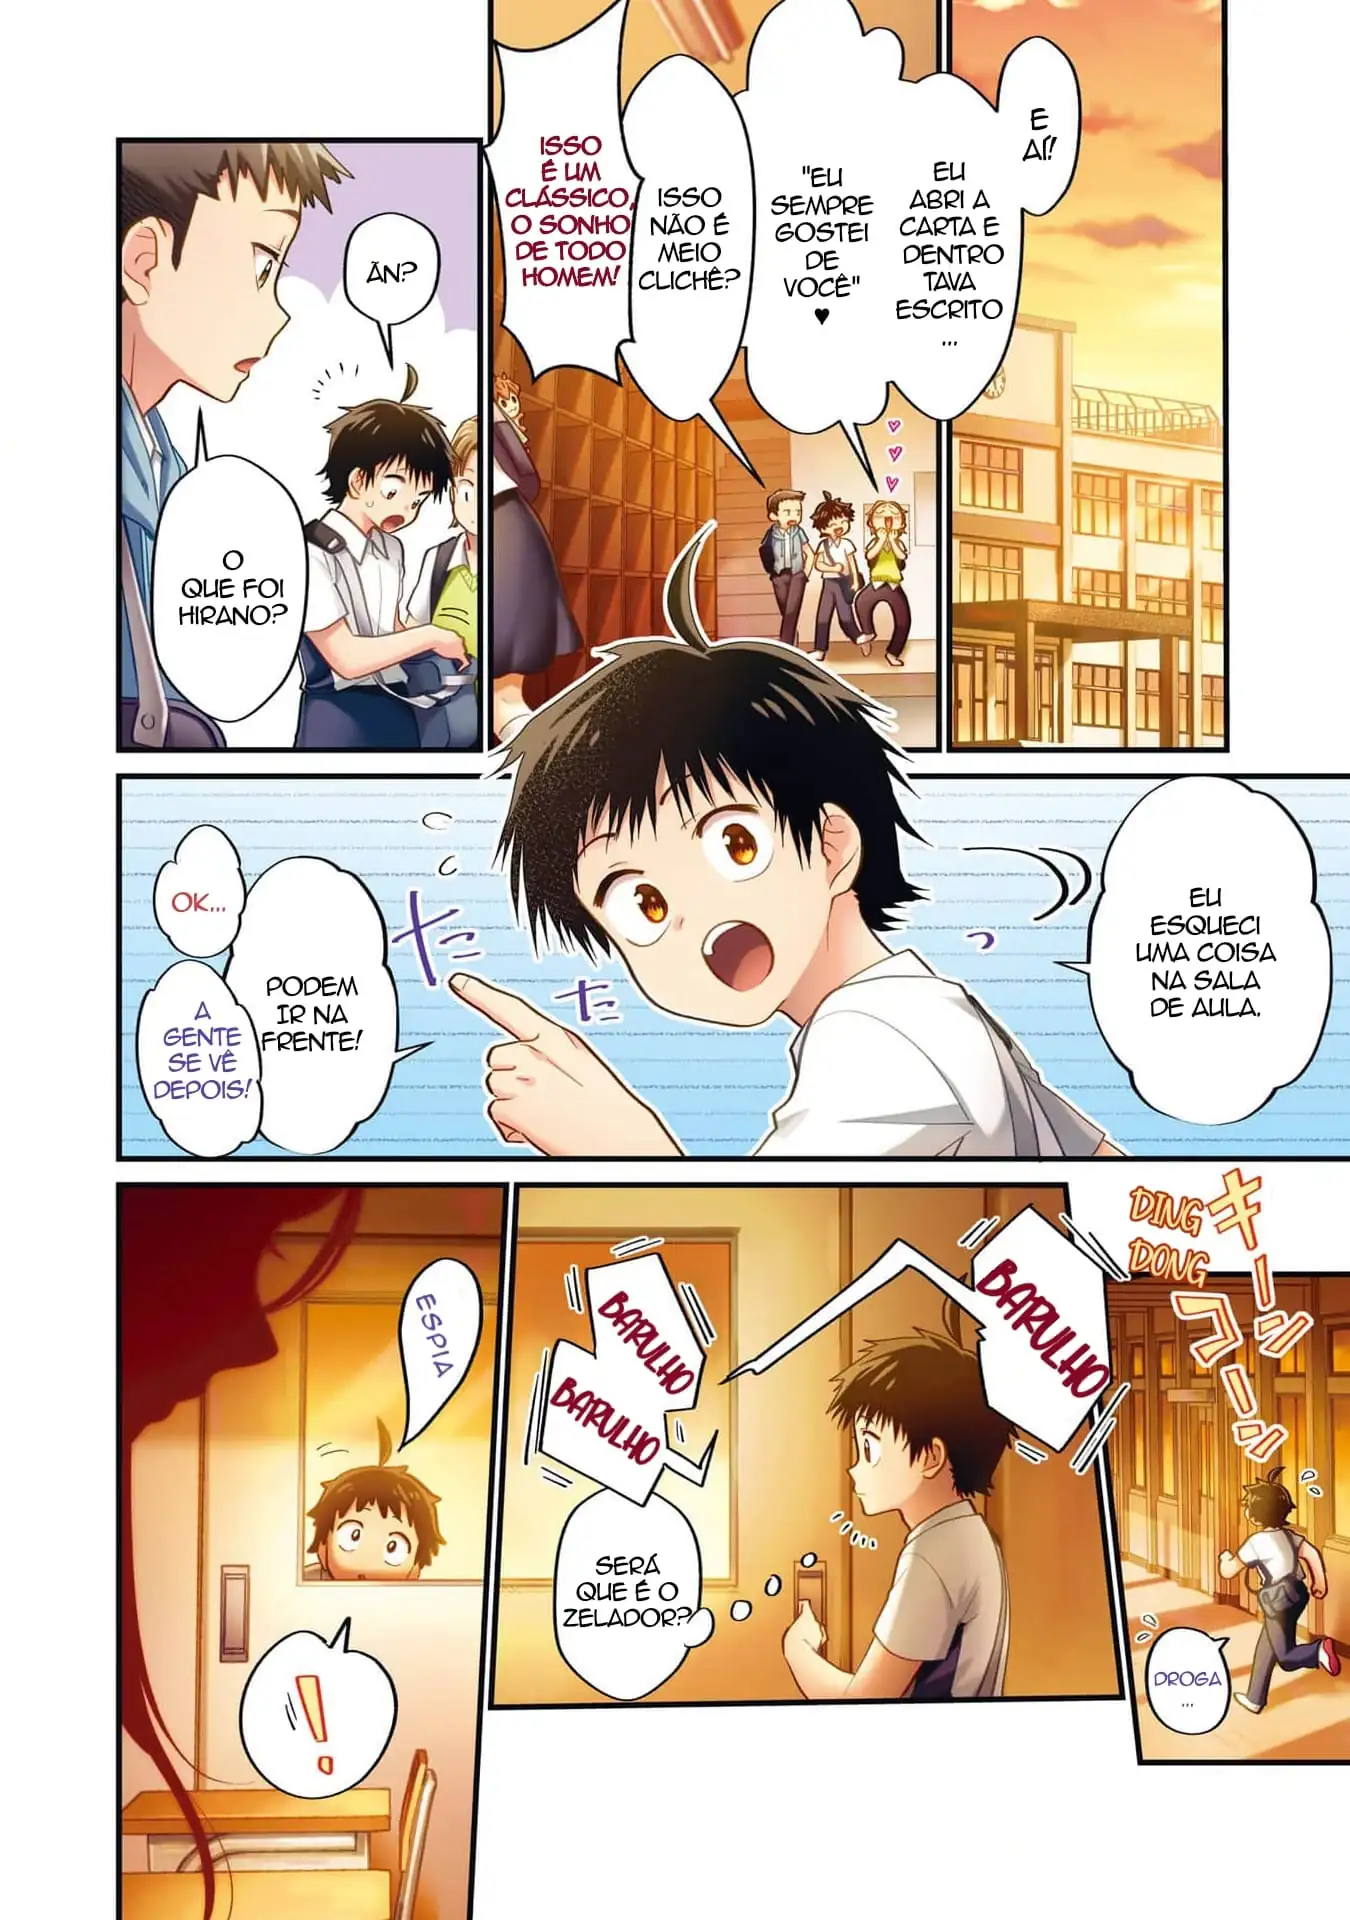 E
AÍ!
EU
ABRI A
CARTA E
DENTRO
TAVA
ESCRITO
...
"EU
SEMPRE
GOSTEI
DE
VOCÊ"
♥
ISSO
NÃO É
MEIO
CLICHÊ?
ISSO
É UM
CLÁSSICO,
O SONHO
DE TODO
HOMEM!
ÃN?
O
QUE FOI
HIRANO?
EU
ESQUECI
UMA COISA
NA SALA
DE AULA.
っ
たた
PODEM
IR NA
FRENTE!
OK...
A
GENTE
SE VÊ
DEPOIS!
DING
DONG
キーン
コーン
DROGA
...
BARULHO
BARULHO
BARULHO
SERÁ
QUE É O
ZELADOR?
ESPIA
!